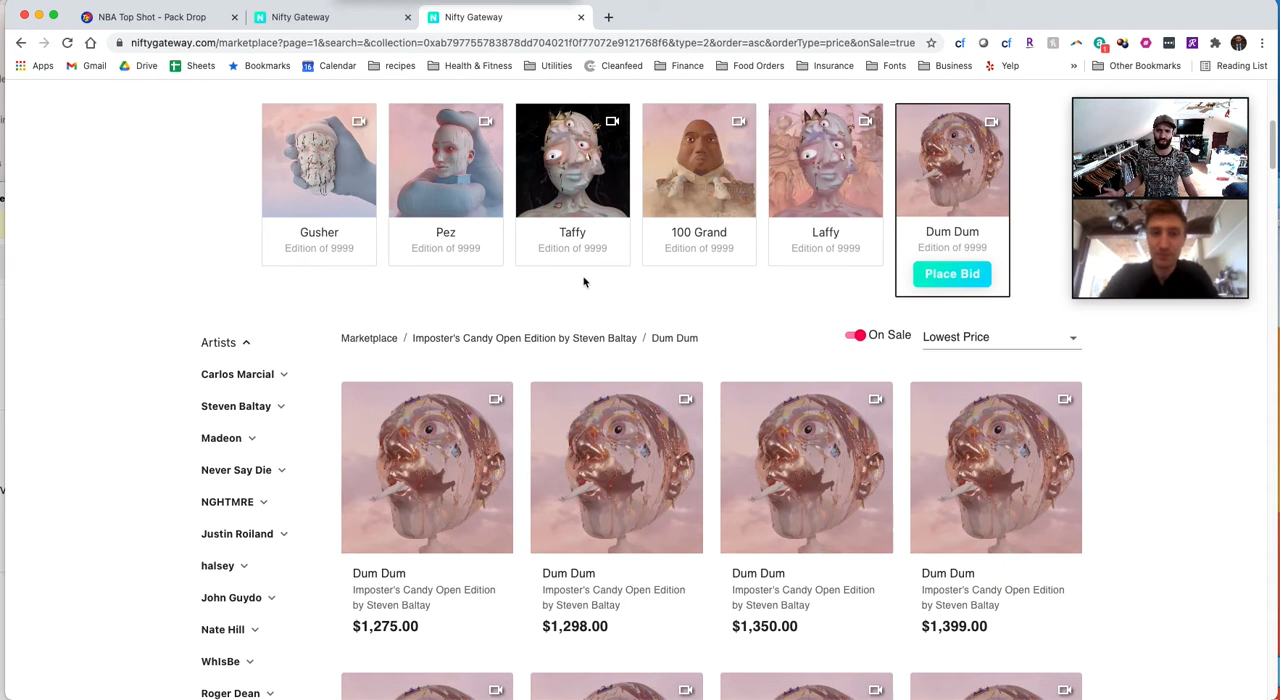 NBA Top Shot - Pack Drop
Nifty Gateway
Nifty Gateway
niftygateway.com/marketplace?page=1&search=&collection=0xab797755783878dd704021f0f77072e9121768f6&type=2&order=asc&orderType=price&onSale=true
Apps
Gmail
Drive
Sheets
Bookmarks
16
Calendar
recipes
Health & Fitness
Utilities
Cleanfeed
Finance
Food Orders
Insurance
Fonts
Business
Yelp
»
Other Bookmarks
Reading List
Gusher
Edition of 9999
Pez
Edition of 9999
Taffy
Edition of 9999
100 Grand
Edition of 9999
Laffy
Edition of 9999
Dum Dum
Edition of 9999
Place Bid
Artists
Carlos Marcial
Steven Baltay
Madeon
Never Say Die
NGHTMRE
Justin Roiland
halsey
John Guydo
Nate Hill
WhIsBe
Roger Dean
Marketplace / Imposter's Candy Open Edition by Steven Baltay / Dum Dum
On Sale
Lowest Price
Dum Dum
Imposter's Candy Open Edition
by Steven Baltay
$1,275.00
Dum Dum
Imposter's Candy Open Edition
by Steven Baltay
$1,298.00
Dum Dum
Imposter's Candy Open Edition
by Steven Baltay
$1,350.00
Dum Dum
Imposter's Candy Open Edition
by Steven Baltay
$1,399.00